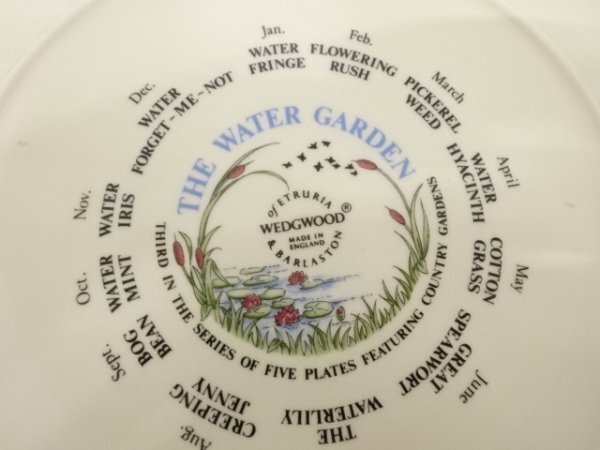 Jan.
WATER
FRINGE
Feb.
FLOWERING
RUSH
March
PICKEREL
WEED
April
WATER
HYACINTH
May
COTTON
GRASS
June
GREAT
SPEARWORT
THE
WATERLILY
Aug.
CREEPING
JENNY
Sept.
BOG
BEAN
Oct.
WATER
MINT
Nov.
WATER
IRIS
Dec.
WATER
FORGET-ME-NOT
THE WATER GARDEN
OF ETRURIA
WEDGWOOD®
MADE IN
ENGLAND
& BARLASTON
THIRD IN THE SERIES OF FIVE PLATES FEATURING COUNTRY GARDENS